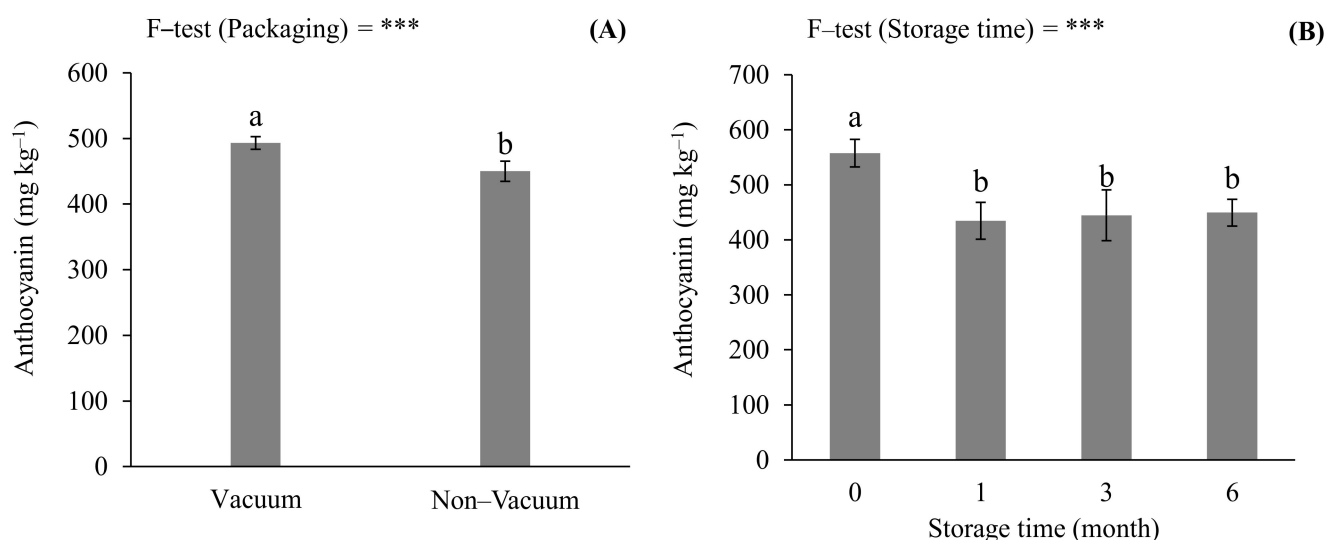 F–test (Packaging) = ***
(A)
Anthocyanin (mg kg⁻¹)
600
500
400
300
200
100
0
a
b
Vacuum
Non–Vacuum
F–test (Storage time) = ***
(B)
Anthocyanin (mg kg⁻¹)
700
600
500
400
300
200
100
0
a
b
b
b
0
1
3
6
Storage time (month)